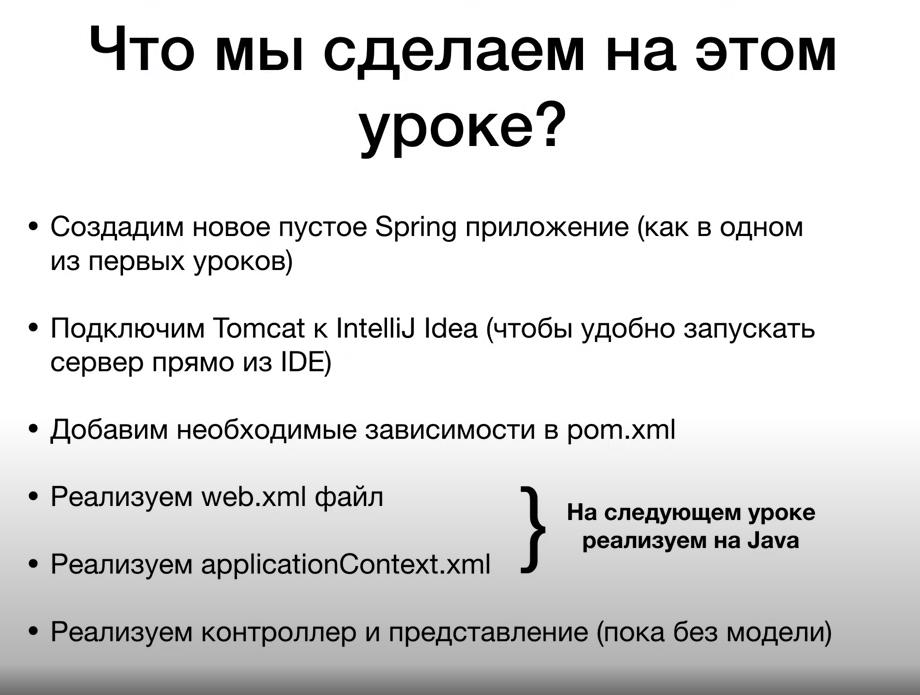 Что мы сделаем на этом
уроке?
• Создадим новое пустое Spring приложение (как в одном
из первых уроков)
• Подключим Tomcat к IntelliJ Idea (чтобы удобно запускать
сервер прямо из IDE)
• Добавим необходимые зависимости в pom.xml
• Реализуем web.xml файл
• Реализуем applicationContext.xml
} На следующем уроке
реализуем на Java
• Реализуем контроллер и представление (пока без модели)